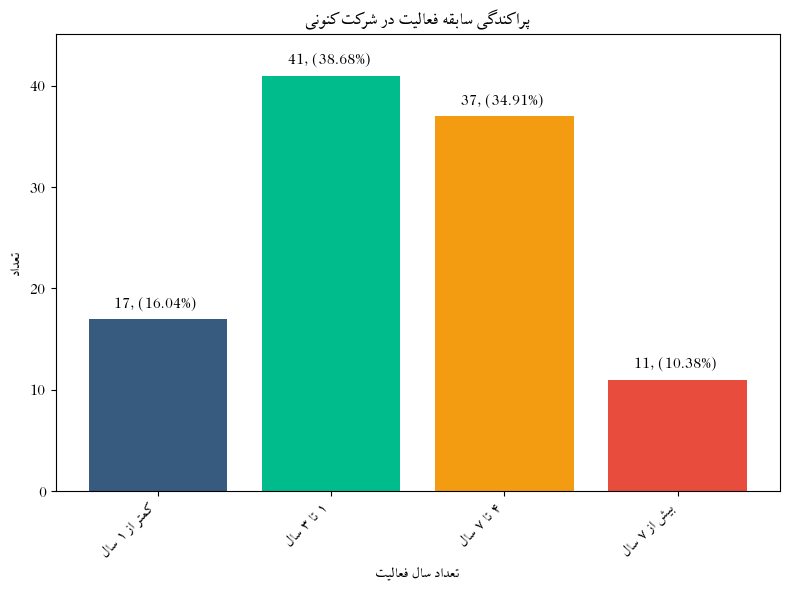 پراکندگی سابقه فعالیت در شرکت کنونی
تعداد
40
30
20
10
0
17, (16.04%)
41, (38.68%)
37, (34.91%)
11, (10.38%)
کمتر از ۱ سال
۱ تا ۳ سال
۴ تا ۷ سال
بیش از ۷ سال
تعداد سال فعالیت